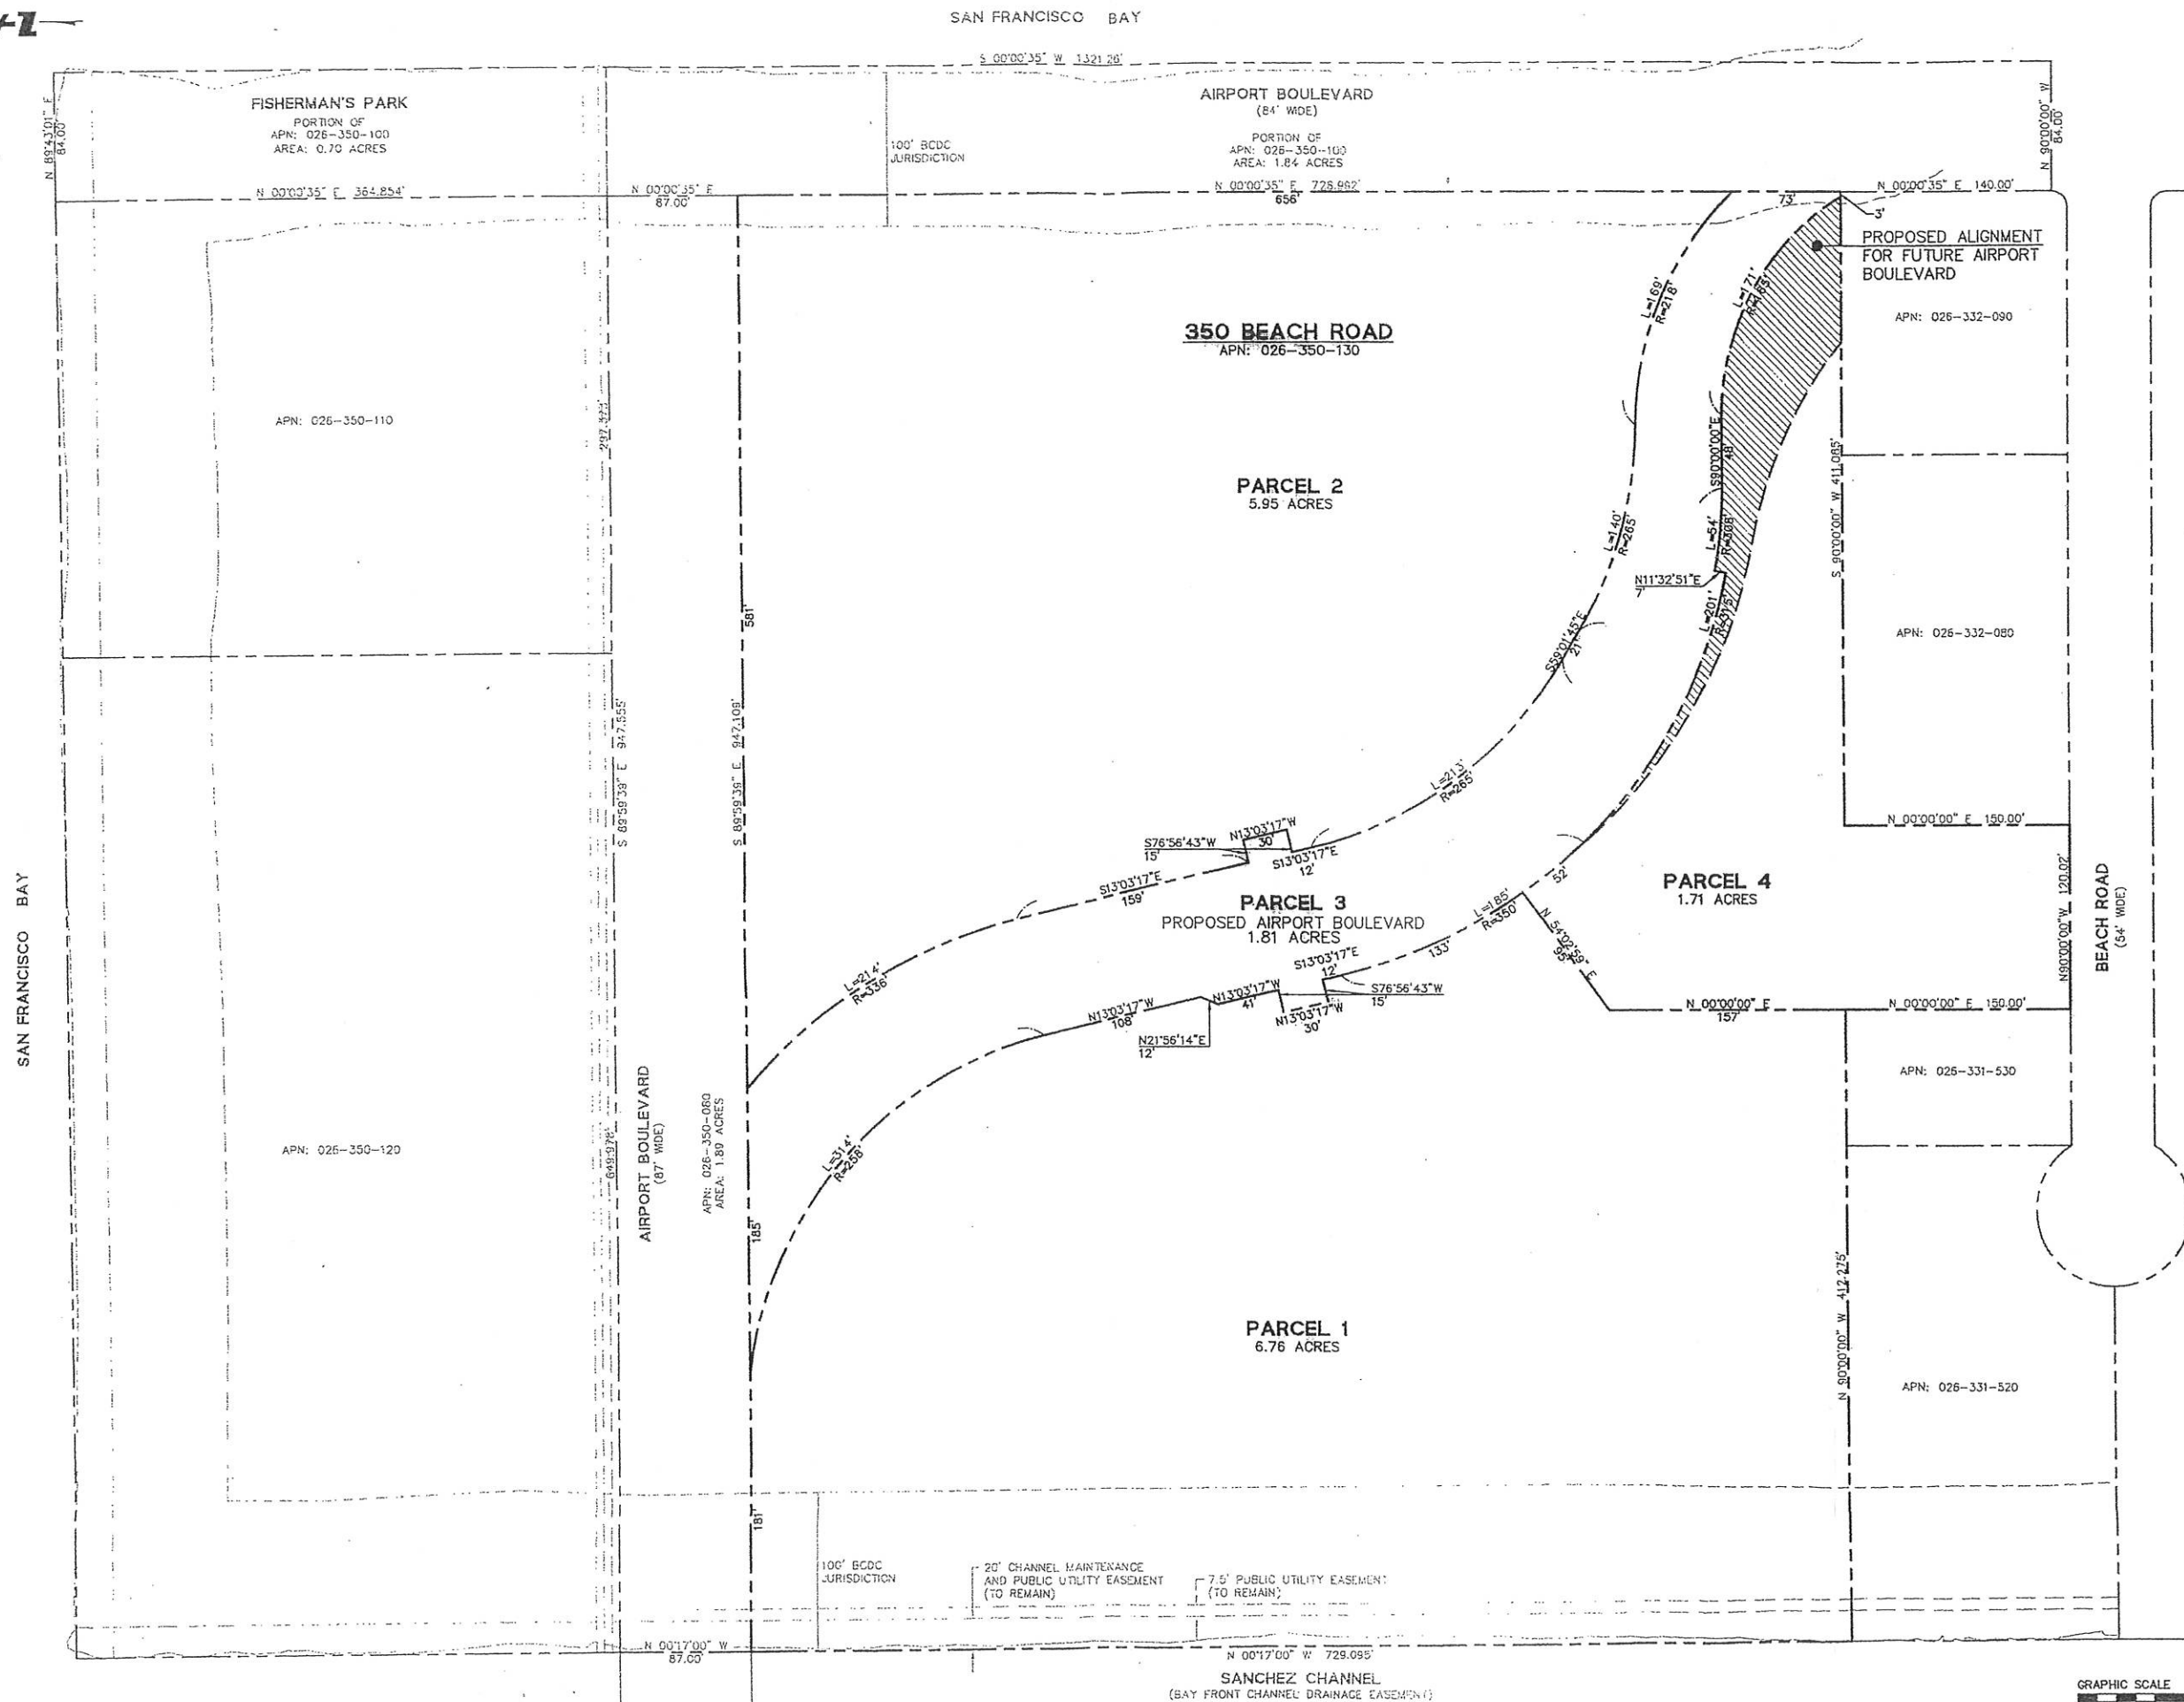 SAN FRANCISCO BAY
S 00°00'35" W 1321.26'
N 89°43'01" E
84.00'
FISHERMAN'S PARK
PORTION OF
APN: 026-350-100
AREA: 0.70 ACRES
100' BCDC
JURISDICTION
AIRPORT BOULEVARD
(84' WIDE)
PORTION OF
APN: 026-350-100
AREA: 1.84 ACRES
N 90°00'00" W
84.00'
N 00°00'35" E 364.854'
N 00°00'35" E
87.00'
N 00°00'35" E 728.992'
656'
73'
N 00°00'35" E 140.00'
3'
PROPOSED ALIGNMENT
FOR FUTURE AIRPORT
BOULEVARD
L=169'
R=218'
L=171'
R=185'
APN: 026-332-090
350 BEACH ROAD
APN: 026-350-130
APN: 026-350-110
297.577'
S90°00'00"E
48'
S 90°00'00" W 411.085'
PARCEL 2
5.95 ACRES
L=140'
R=265'
L=54'
R=308'
N11°32'51"E
7'
L=201'
R=315'
581'
S59°01'45"E
21'
APN: 026-332-080
S 89°59'39" E 947.555'
S 89°59'39" E 947.109'
L=213'
R=265'
N 00°00'00" E 150.00'
N13°03'17"W
30'
S76°56'43"W
15'
S13°03'17"E
12'
S13°03'17"E
159'
52'
PARCEL 4
1.71 ACRES
N90°00'00"W 120.02'
BEACH ROAD
(54' WIDE)
SAN FRANCISCO BAY
PARCEL 3
PROPOSED AIRPORT BOULEVARD
1.81 ACRES
L=185'
R=350'
133'
N 54°02'59" E
95'
L=214'
R=336'
S13°03'17"E
12'
S76°56'43"W
15'
N13°03'17"W
41'
N13°03'17"W
30'
N13°03'17"W
108'
N21°56'14"E
12'
N 00°00'00" E
157'
N 00°00'00" E 150.00'
APN: 026-331-530
AIRPORT BOULEVARD
(87' WIDE)
APN: 026-350-080
AREA: 1.89 ACRES
649.978'
APN: 026-350-120
L=314'
R=258'
185'
PARCEL 1
6.76 ACRES
N 90°00'00" W 412.275'
APN: 026-331-520
181'
100' BCDC
JURISDICTION
20' CHANNEL MAINTENANCE
AND PUBLIC UTILITY EASEMENT
(TO REMAIN)
7.5' PUBLIC UTILITY EASEMENT
(TO REMAIN)
N 00°17'00" W
87.00'
N 00°17'00" W 729.095'
SANCHEZ CHANNEL
(BAY FRONT CHANNEL DRAINAGE EASEMENT)
GRAPHIC SCALE